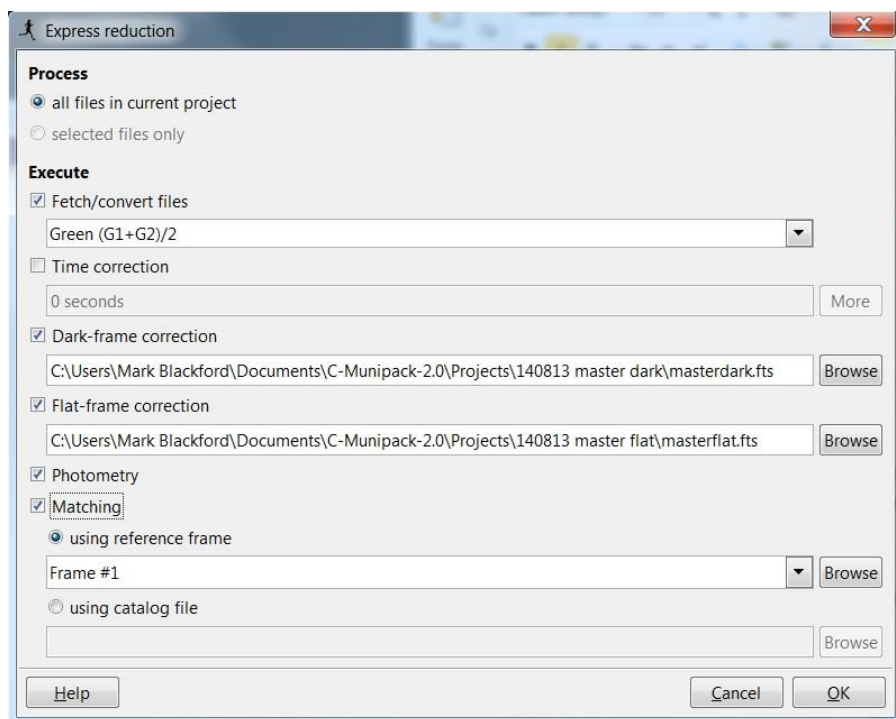 Express reduction
Process
all files in current project
selected files only
Execute
Fetch/convert files
Green (G1+G2)/2
Time correction
0 seconds
More
Dark-frame correction
C:\Users\Mark Blackford\Documents\C-Munipack-2.0\Projects\140813 master dark\masterdark.fts
Browse
Flat-frame correction
C:\Users\Mark Blackford\Documents\C-Munipack-2.0\Projects\140813 master flat\masterflat.fts
Browse
Photometry
Matching
using reference frame
Frame #1
Browse
using catalog file
Browse
Help
Cancel
OK